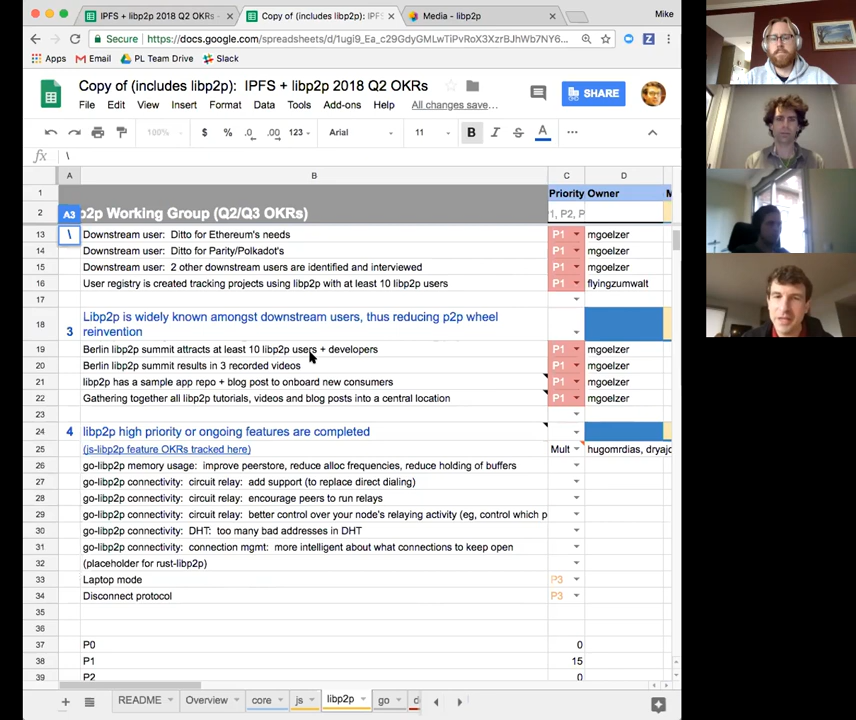 IPFS + libp2p 2018 Q2 OKRs -
Copy of (includes libp2p): IPFS
Media - libp2p
Mike
Secure
https://docs.google.com/spreadsheets/d/1ugi9_Ea_c29GdyGMLwTiPvRoX3XzrBJhWb7NY6...
Apps
Email
PL Team Drive
Slack
Copy of (includes libp2p): IPFS + libp2p 2018 Q2 OKRs
SHARE
File Edit View Insert Format Data Tools Add-ons Help All changes save...
100% $ % .0 .00 123 Arial 11 B I S A
fx \
A B C D
1 Priority Owner
2 p2p Working Group (Q2/Q3 OKRs) 1, P2, P
A3
13 \ Downstream user: Ditto for Ethereum's needs P1 mgoelzer
14 Downstream user: Ditto for Parity/Polkadot's P1 mgoelzer
15 Downstream user: 2 other downstream users are identified and interviewed P1 mgoelzer
16 User registry is created tracking projects using libp2p with at least 10 libp2p users P1 flyingzumwalt
17
18 3 Libp2p is widely known amongst downstream users, thus reducing p2p wheel
reinvention
19 Berlin libp2p summit attracts at least 10 libp2p users + developers P1 mgoelzer
20 Berlin libp2p summit results in 3 recorded videos P1 mgoelzer
21 libp2p has a sample app repo + blog post to onboard new consumers P1 mgoelzer
22 Gathering together all libp2p tutorials, videos and blog posts into a central location P1 mgoelzer
23
24 4 libp2p high priority or ongoing features are completed
25 (js-libp2p feature OKRs tracked here) Mult hugomrdias, dryajo
26 go-libp2p memory usage: improve peerstore, reduce alloc frequencies, reduce holding of buffers
27 go-libp2p connectivity: circuit relay: add support (to replace direct dialing)
28 go-libp2p connectivity: circuit relay: encourage peers to run relays
29 go-libp2p connectivity: circuit relay: better control over your node's relaying activity (eg, control which p
30 go-libp2p connectivity: DHT: too many bad addresses in DHT
31 go-libp2p connectivity: connection mgmt: more intelligent about what connections to keep open
32 (placeholder for rust-libp2p)
33 Laptop mode P3
34 Disconnect protocol P3
35
36
37 P0 0
38 P1 15
39 P2 0
README Overview core js libp2p go d